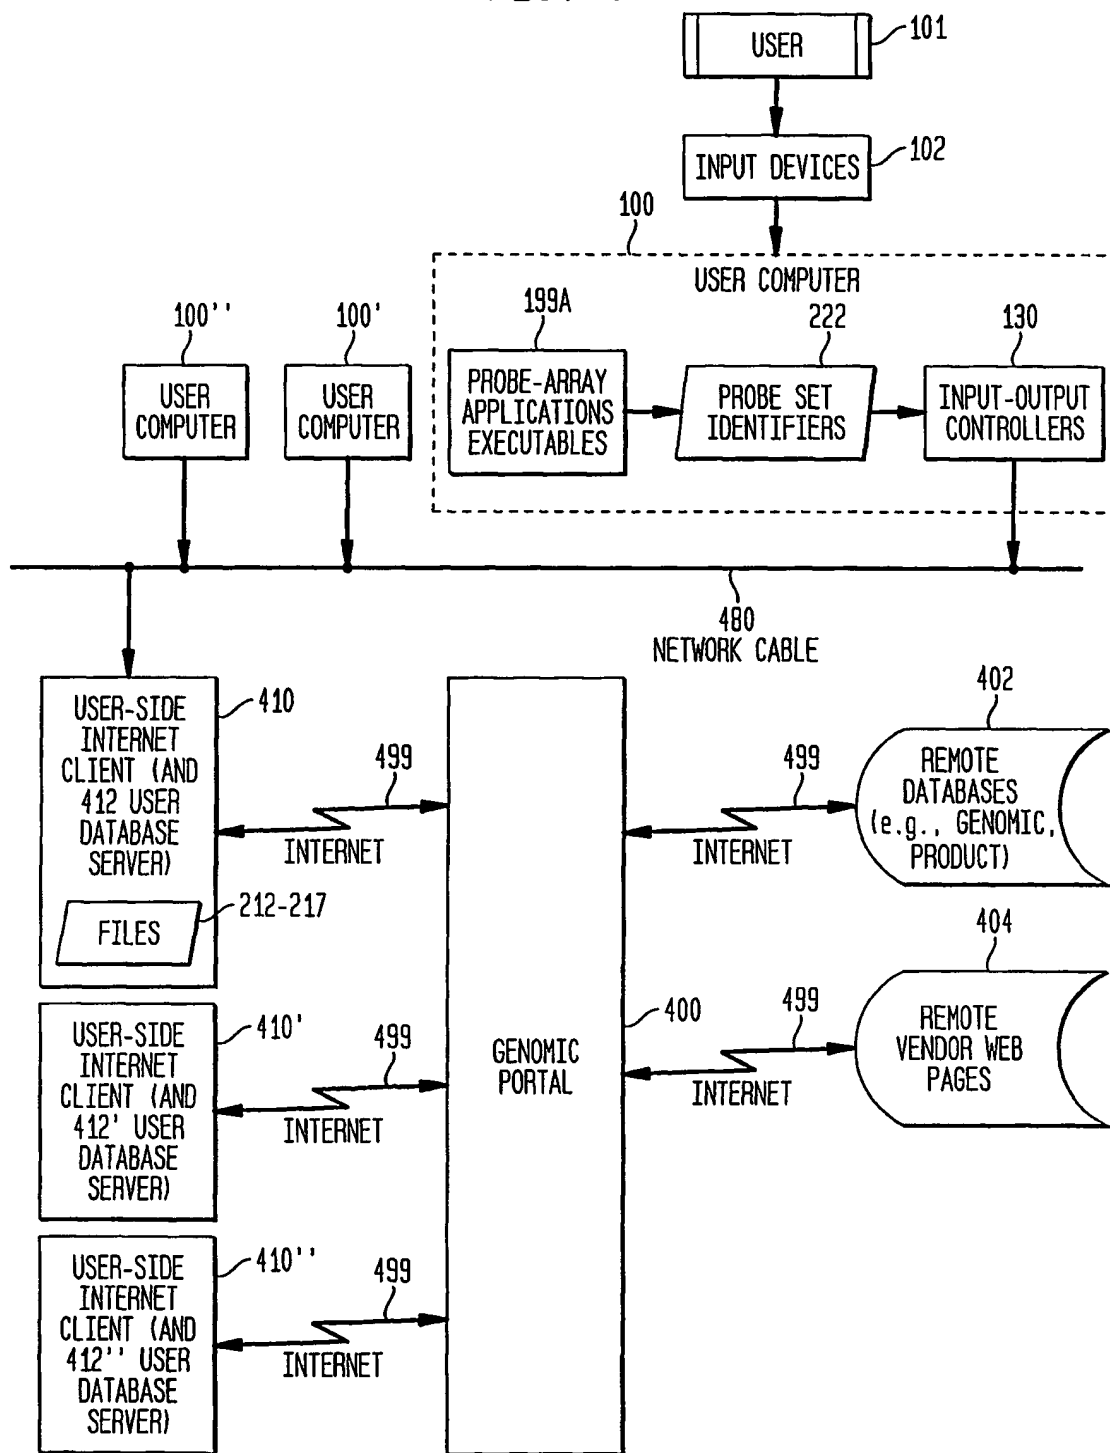 USER
101
INPUT DEVICES
102
100
USER COMPUTER
199A
222
130
PROBE-ARRAY
APPLICATIONS
EXECUTABLES
PROBE SET
IDENTIFIERS
INPUT-OUTPUT
CONTROLLERS
100''
100'
USER
COMPUTER
USER
COMPUTER
480
NETWORK CABLE
USER-SIDE
INTERNET
CLIENT (AND
412 USER
DATABASE
SERVER)
410
FILES
212-217
499
INTERNET
USER-SIDE
INTERNET
CLIENT (AND
412' USER
DATABASE
SERVER)
410'
499
INTERNET
USER-SIDE
INTERNET
CLIENT (AND
412'' USER
DATABASE
SERVER)
410''
499
INTERNET
GENOMIC
PORTAL
400
499
INTERNET
402
REMOTE
DATABASES
(e.g., GENOMIC,
PRODUCT)
499
INTERNET
404
REMOTE
VENDOR WEB
PAGES